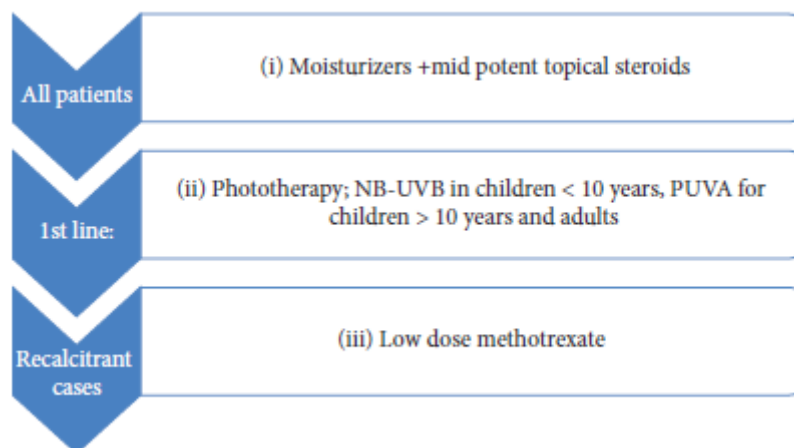 All patients
(i) Moisturizers +mid potent topical steroids
1st line:
(ii) Phototherapy; NB-UVB in children < 10 years, PUVA for
children > 10 years and adults
Recalcitrant
cases
(iii) Low dose methotrexate